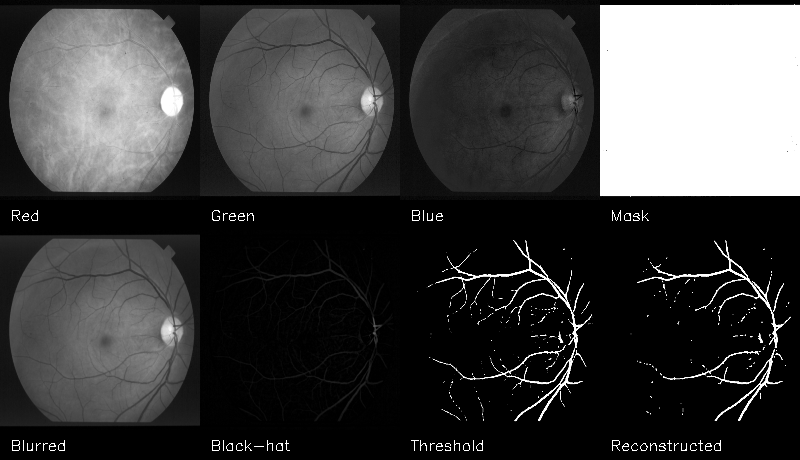 Red
Green
Blue
Mask
Blurred
Black-hat
Threshold
Reconstructed